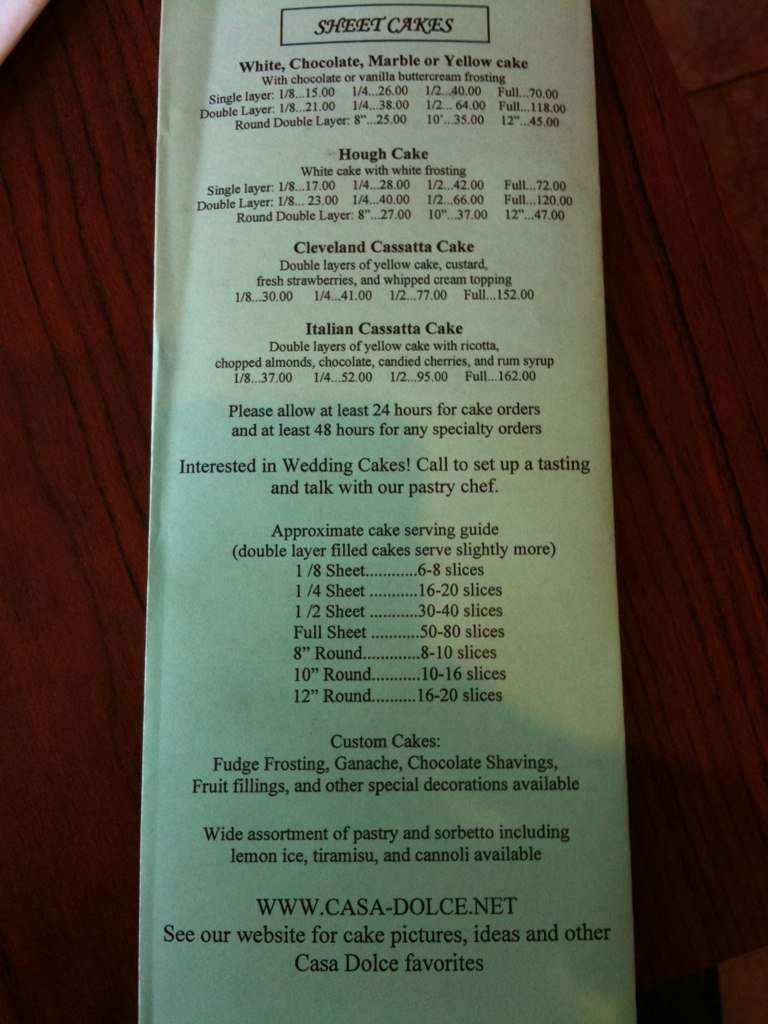 SHEET CAKES
White, Chocolate, Marble or Yellow cake
With chocolate or vanilla buttercream frosting
Single layer: 1/8...15.00 1/4...26.00 1/2...40.00 Full...70.00
Double Layer: 1/8...21.00 1/4...38.00 1/2... 64.00 Full...118.00
Round Double Layer: 8"...25.00 10'...35.00 12"...45.00
Hough Cake
White cake with white frosting
Single layer: 1/8...17.00 1/4...28.00 1/2...42.00 Full...72.00
Double Layer: 1/8... 23.00 1/4...40.00 1/2...66.00 Full...120.00
Round Double Layer: 8"...27.00 10"...37.00 12"...47.00
Cleveland Cassatta Cake
Double layers of yellow cake, custard,
fresh strawberries, and whipped cream topping
1/8...30.00 1/4...41.00 1/2...77.00 Full...152.00
Italian Cassatta Cake
Double layers of yellow cake with ricotta,
chopped almonds, chocolate, candied cherries, and rum syrup
1/8...37.00 1/4...52.00 1/2...95.00 Full...162.00
Please allow at least 24 hours for cake orders
and at least 48 hours for any specialty orders
Interested in Wedding Cakes! Call to set up a tasting
and talk with our pastry chef.
Approximate cake serving guide
(double layer filled cakes serve slightly more)
1 /8 Sheet............6-8 slices
1 /4 Sheet ...........16-20 slices
1 /2 Sheet ...........30-40 slices
Full Sheet ...........50-80 slices
8" Round.............8-10 slices
10" Round...........10-16 slices
12" Round...........16-20 slices
Custom Cakes:
Fudge Frosting, Ganache, Chocolate Shavings,
Fruit fillings, and other special decorations available
Wide assortment of pastry and sorbetto including
lemon ice, tiramisu, and cannoli available
WWW.CASA-DOLCE.NET
See our website for cake pictures, ideas and other
Casa Dolce favorites